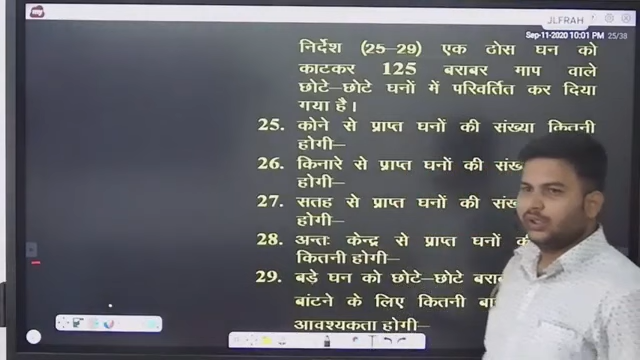 JLFRAH
Sep-11-2020 10:01 PM 25/38
निर्देश (25-29) एक ठोस घन को
काटकर 125 बराबर माप वाले
छोटे-छोटे घनों में परिवर्तित कर दिया
गया है।
25. कोने से प्राप्त घनों की संख्या कितनी
होगी–
26. किनारे से प्राप्त घनों की
होगी–
27. सतह से प्राप्त घनों की
होगी–
28. अन्तः केन्द्र से प्राप्त घनों की
कितनी होगी–
29. बड़े घन को छोटे-छोटे
बांटने के लिए कितनी
आवश्यकता होगी–